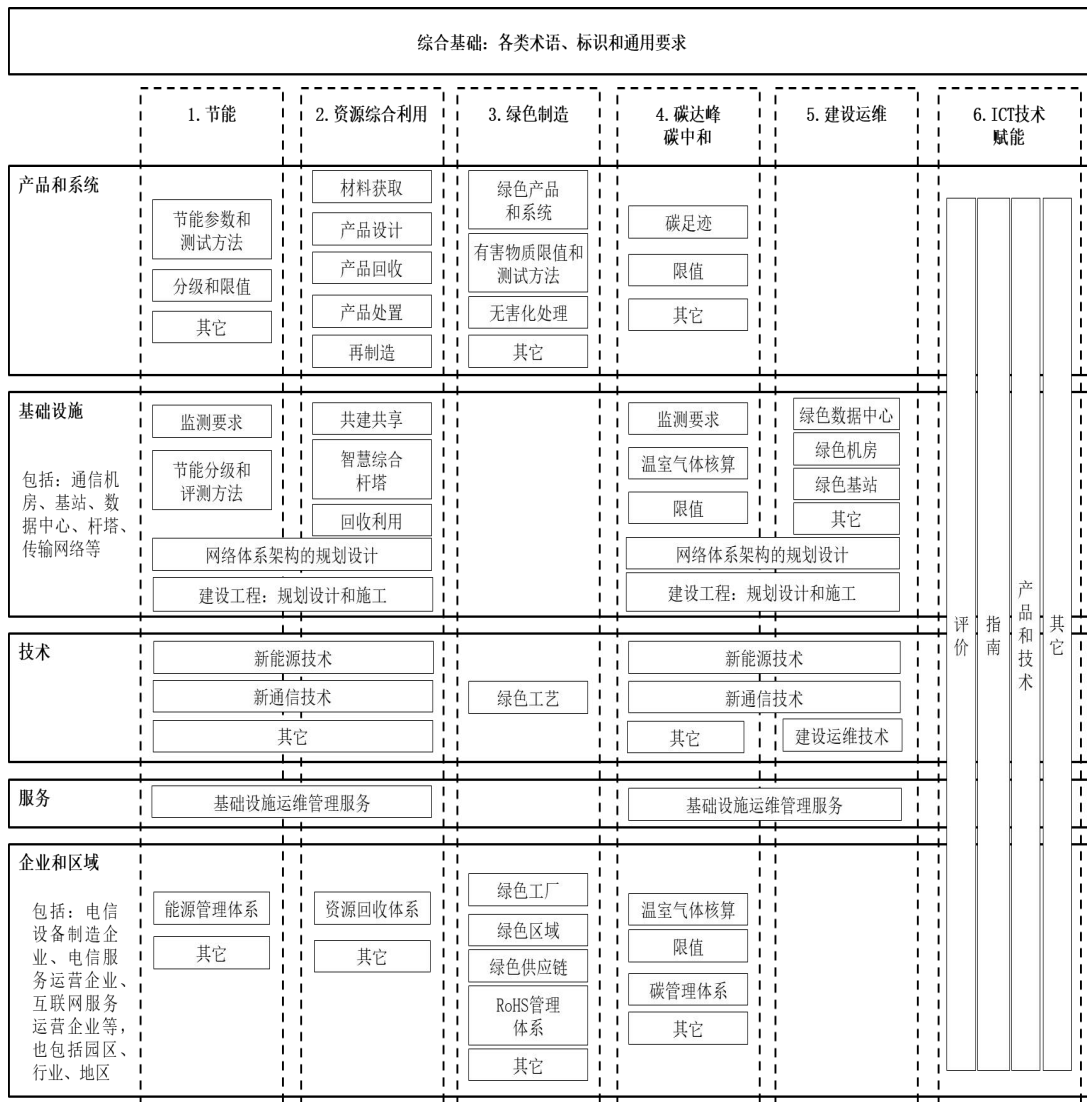 综合基础：各类术语、标识和通用要求
1.节能
2.资源综合利用
3.绿色制造
4.碳达峰
碳中和
5.建设运维
6.ICT技术
赋能
产品和系统
节能参数和
测试方法
分级和限值
其它
材料获取
产品设计
产品回收
产品处置
再制造
绿色产品
和系统
有害物质限值和
测试方法
无害化处理
其它
碳足迹
限值
其它
基础设施
包括：通信机
房、基站、数
据中心、杆塔、
传输网络等
监测要求
节能分级和
评测方法
共建共享
智慧综合
杆塔
回收利用
网络体系架构的规划设计
建设工程：规划设计和施工
监测要求
温室气体核算
限值
绿色数据中心
绿色机房
绿色基站
其它
网络体系架构的规划设计
建设工程：规划设计和施工
技术
新能源技术
新通信技术
其它
绿色工艺
新能源技术
新通信技术
其它
建设运维技术
服务
基础设施运维管理服务
基础设施运维管理服务
企业和区域
包括：电信
设备制造企
业、电信服
务运营企业、
互联网服务
运营企业等，
也包括园区、
行业、地区
能源管理体系
其它
资源回收体系
其它
绿色工厂
绿色区域
绿色供应链
RoHS管理
体系
其它
温室气体核算
限值
碳管理体系
其它
评价
指南
产品和技术
其它